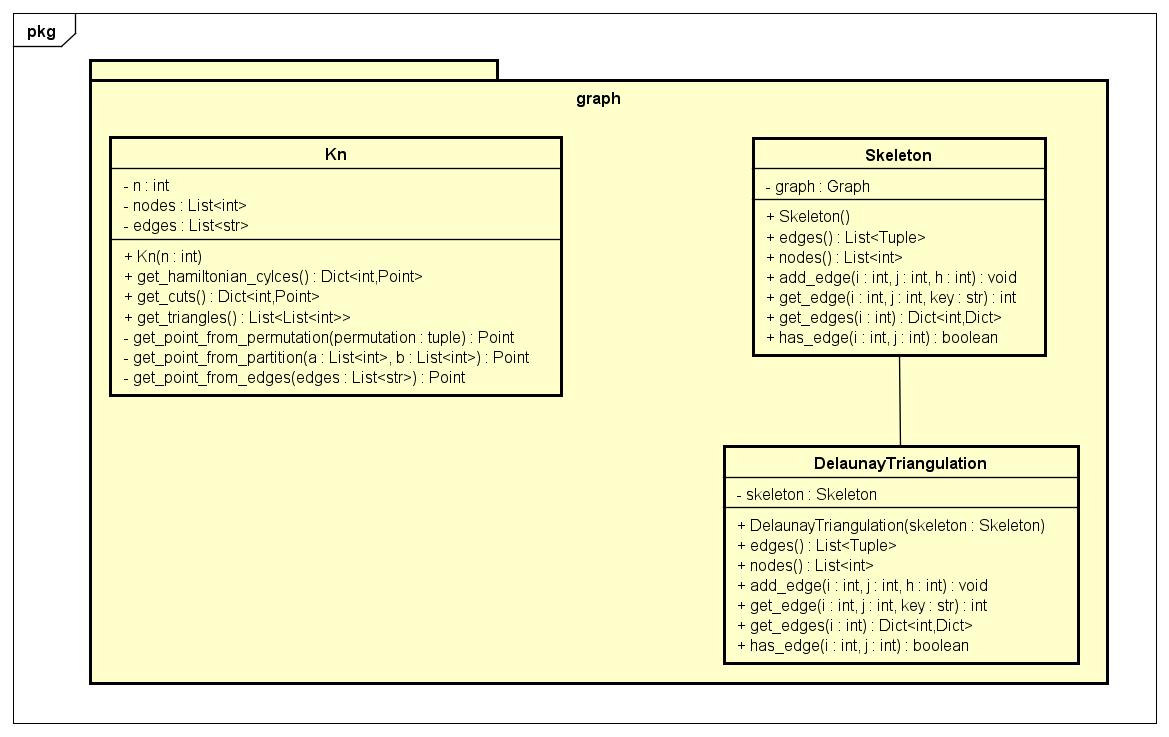 pkg
graph
Kn
- n : int
- nodes : List<int>
- edges : List<str>
+ Kn(n : int)
+ get_hamiltonian_cylces() : Dict<int,Point>
+ get_cuts() : Dict<int,Point>
+ get_triangles() : List<List<int>>
- get_point_from_permutation(permutation : tuple) : Point
- get_point_from_partition(a : List<int>, b : List<int>) : Point
- get_point_from_edges(edges : List<str>) : Point
Skeleton
- graph : Graph
+ Skeleton()
+ edges() : List<Tuple>
+ nodes() : List<int>
+ add_edge(i : int, j : int, h : int) : void
+ get_edge(i : int, j : int, key : str) : int
+ get_edges(i : int) : Dict<int,Dict>
+ has_edge(i : int, j : int) : boolean
DelaunayTriangulation
- skeleton : Skeleton
+ DelaunayTriangulation(skeleton : Skeleton)
+ edges() : List<Tuple>
+ nodes() : List<int>
+ add_edge(i : int, j : int, h : int) : void
+ get_edge(i : int, j : int, key : str) : int
+ get_edges(i : int) : Dict<int,Dict>
+ has_edge(i : int, j : int) : boolean